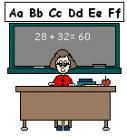 Aa Bb Cc Dd Ee Ff
28 + 32= 60